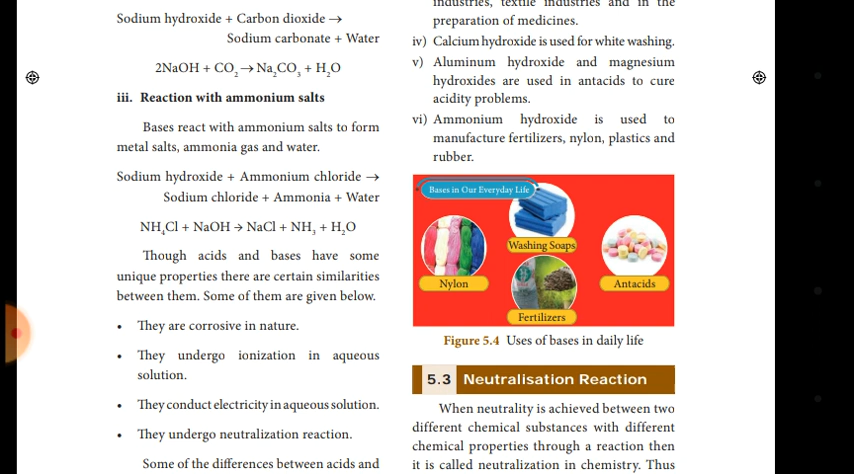 Sodium hydroxide + Carbon dioxide →
Sodium carbonate + Water
2NaOH + CO₂ → Na₂CO₃ + H₂O
iii. Reaction with ammonium salts
Bases react with ammonium salts to form
metal salts, ammonia gas and water.
Sodium hydroxide + Ammonium chloride →
Sodium chloride + Ammonia + Water
NH₄Cl + NaOH → NaCl + NH₃ + H₂O
Though acids and bases have some
unique properties there are certain similarities
between them. Some of them are given below.
• They are corrosive in nature.
• They undergo ionization in aqueous
solution.
• They conduct electricity in aqueous solution.
• They undergo neutralization reaction.
Some of the differences between acids and
industries, textile industries and in the
preparation of medicines.
iv) Calcium hydroxide is used for white washing.
v) Aluminum hydroxide and magnesium
hydroxides are used in antacids to cure
acidity problems.
vi) Ammonium hydroxide is used to
manufacture fertilizers, nylon, plastics and
rubber.
Bases in Our Everyday Life
Washing Soaps
Nylon
Antacids
Fertilizers
Figure 5.4 Uses of bases in daily life
5.3 Neutralisation Reaction
When neutrality is achieved between two
different chemical substances with different
chemical properties through a reaction then
it is called neutralization in chemistry. Thus